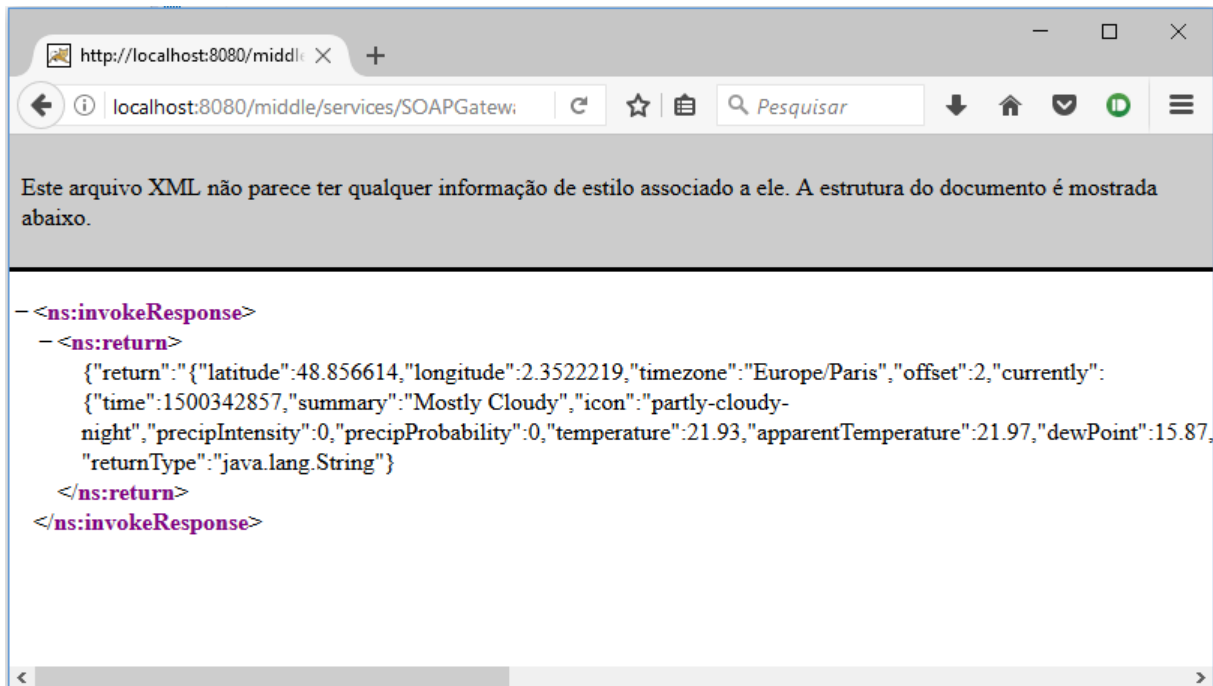 http://localhost:8080/middle
localhost:8080/middle/services/SOAPGatewa
Pesquisar
Este arquivo XML não parece ter qualquer informação de estilo associado a ele. A estrutura do documento é mostrada
abaixo.
– <ns:invokeResponse>
– <ns:return>
{"return":"{"latitude":48.856614,"longitude":2.3522219,"timezone":"Europe/Paris","offset":2,"currently":
{"time":1500342857,"summary":"Mostly Cloudy","icon":"partly-cloudy-
night","precipIntensity":0,"precipProbability":0,"temperature":21.93,"apparentTemperature":21.97,"dewPoint":15.87,
"returnType":"java.lang.String"}
</ns:return>
</ns:invokeResponse>